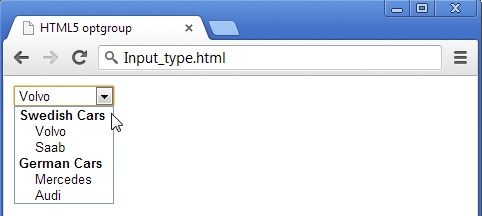 HTML5 optgroup
Input_type.html
Volvo
Swedish Cars
Volvo
Saab
German Cars
Mercedes
Audi